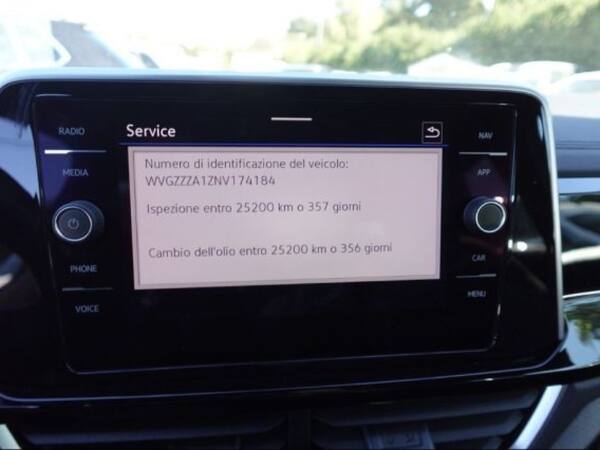 RADIO
MEDIA
PHONE
VOICE
Service
Numero di identificazione del veicolo:
WVGZZZA1ZNV174184
Ispezione entro 25200 km o 357 giorni
Cambio dell'olio entro 25200 km o 356 giorni
NAV
APP
CAR
MENU